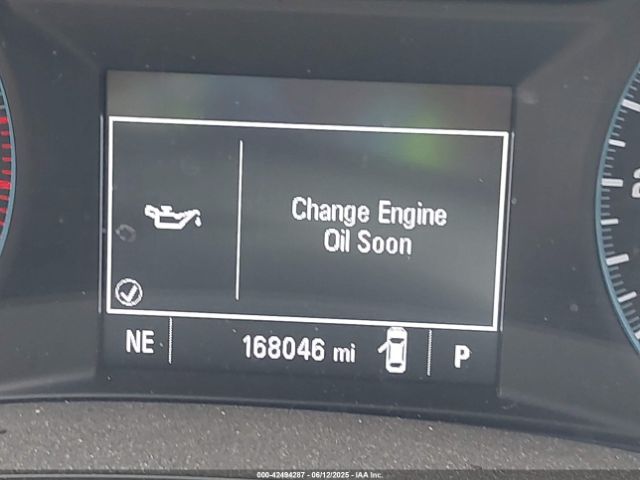 Change Engine
Oil Soon
NE
168046 mi
P
000-42494287 - 06/12/2025 - IAA Inc.